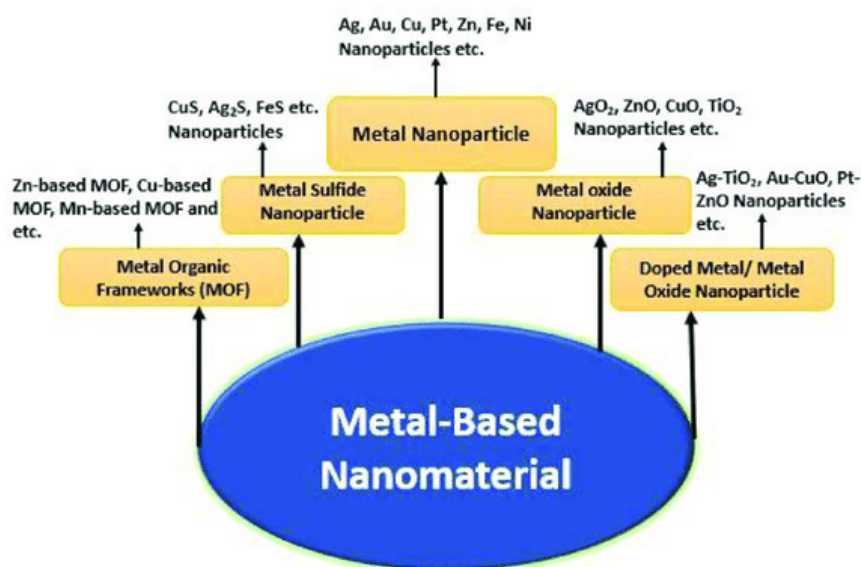 Ag, Au, Cu, Pt, Zn, Fe, Ni
Nanoparticles etc.
Metal Nanoparticle
CuS, Ag₂S, FeS etc.
Nanoparticles
Metal Sulfide
Nanoparticle
AgO₂, ZnO, CuO, TiO₂
Nanoparticles etc.
Metal oxide
Nanoparticle
Zn-based MOF, Cu-based
MOF, Mn-based MOF and
etc.
Metal Organic
Frameworks (MOF)
Ag-TiO₂, Au-CuO, Pt-
ZnO Nanoparticles
etc.
Doped Metal/ Metal
Oxide Nanoparticle
Metal-Based
Nanomaterial